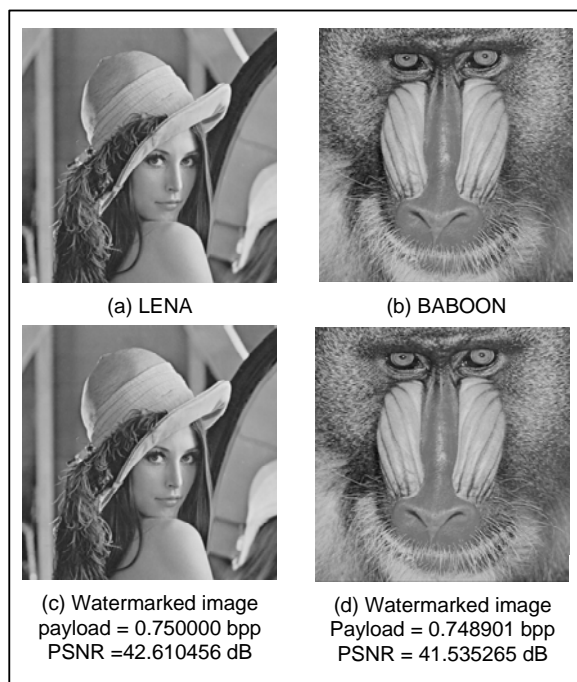 (a) LENA
(b) BABOON
(c) Watermarked image
payload = 0.750000 bpp
PSNR =42.610456 dB
(d) Watermarked image
Payload = 0.748901 bpp
PSNR = 41.535265 dB